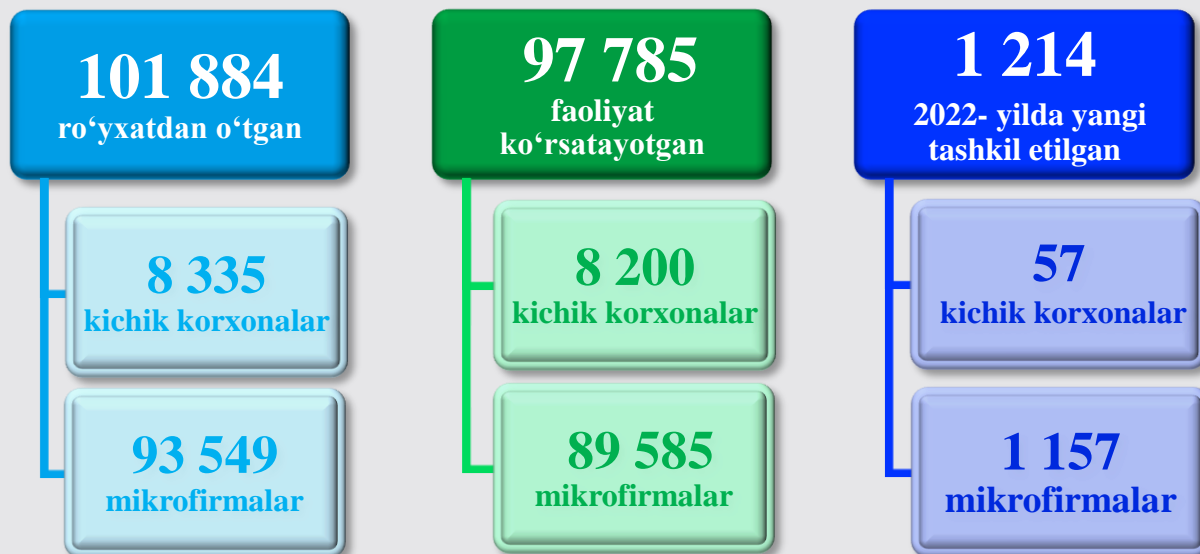 101 884
ro‘yxatdan o‘tgan
8 335
kichik korxonalar
93 549
mikrofirmalar
97 785
faoliyat
ko‘rsatayotgan
8 200
kichik korxonalar
89 585
mikrofirmalar
1 214
2022- yilda yangi
tashkil etilgan
57
kichik korxonalar
1 157
mikrofirmalar